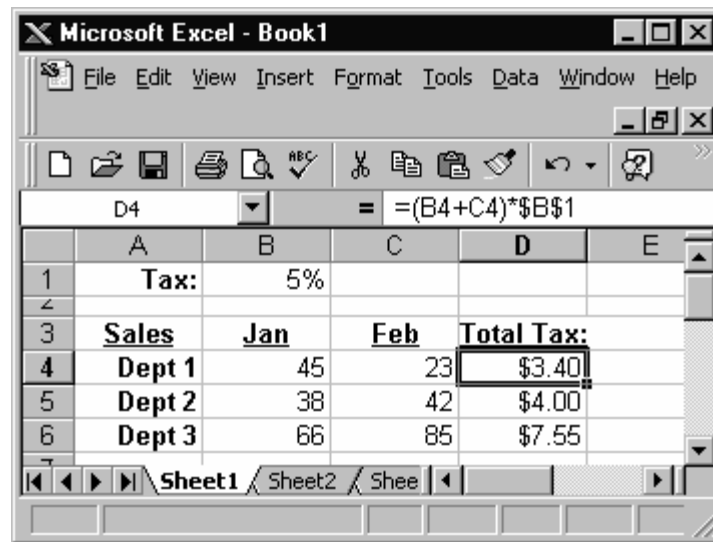 Microsoft Excel - Book1
File Edit View Insert Format Tools Data Window Help
ABC
D4 = =(B4+C4)*$B$1
A B C D E
1 Tax: 5%
2
3 Sales Jan Feb Total Tax:
4 Dept 1 45 23 $3.40
5 Dept 2 38 42 $4.00
6 Dept 3 66 85 $7.55
Sheet1 Sheet2 Shee